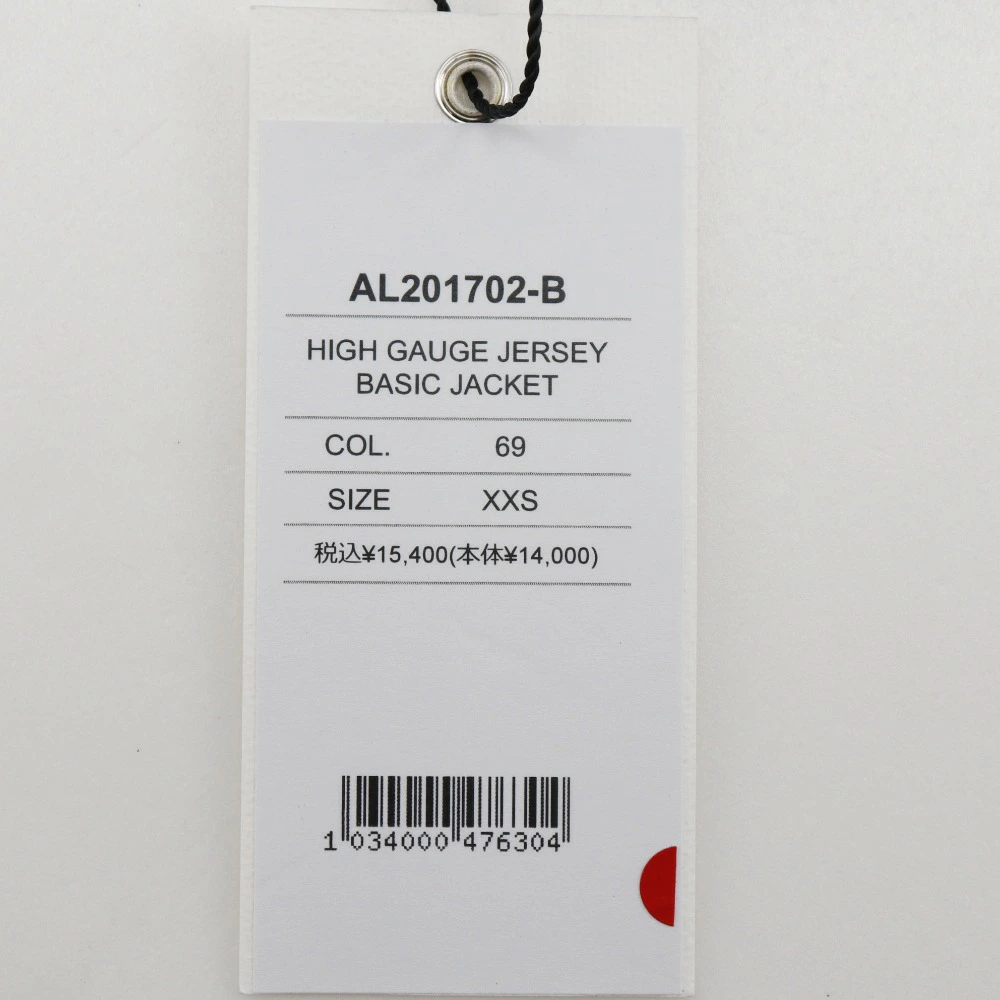 AL201702-B
HIGH GAUGE JERSEY
BASIC JACKET
COL. 69
SIZE XXS
税込¥15,400(本体¥14,000)
1 034000 476304